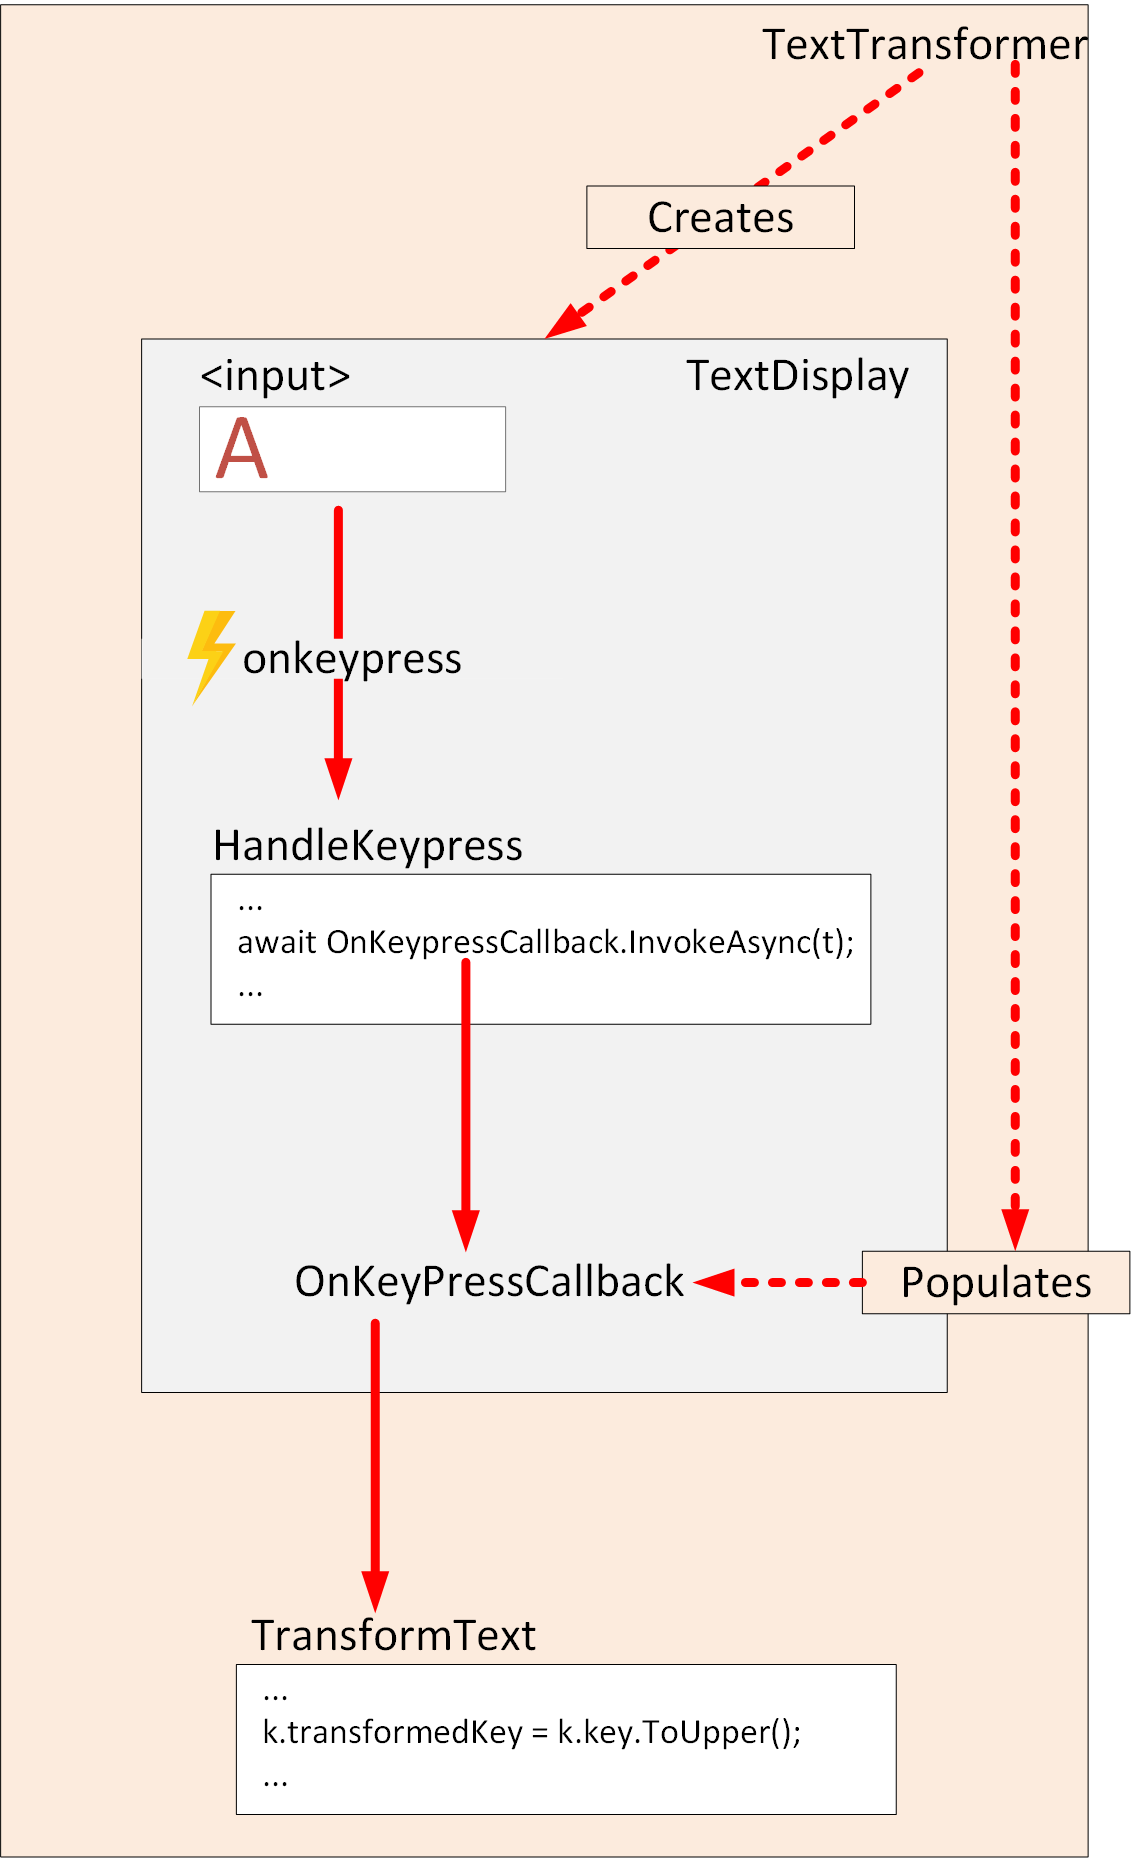 TextTransformer
Creates
<input>
TextDisplay
A
onkeypress
HandleKeypress
...
await OnKeypressCallback.InvokeAsync(t);
...
OnKeyPressCallback
Populates
TransformText
...
k.transformedKey = k.key.ToUpper();
...